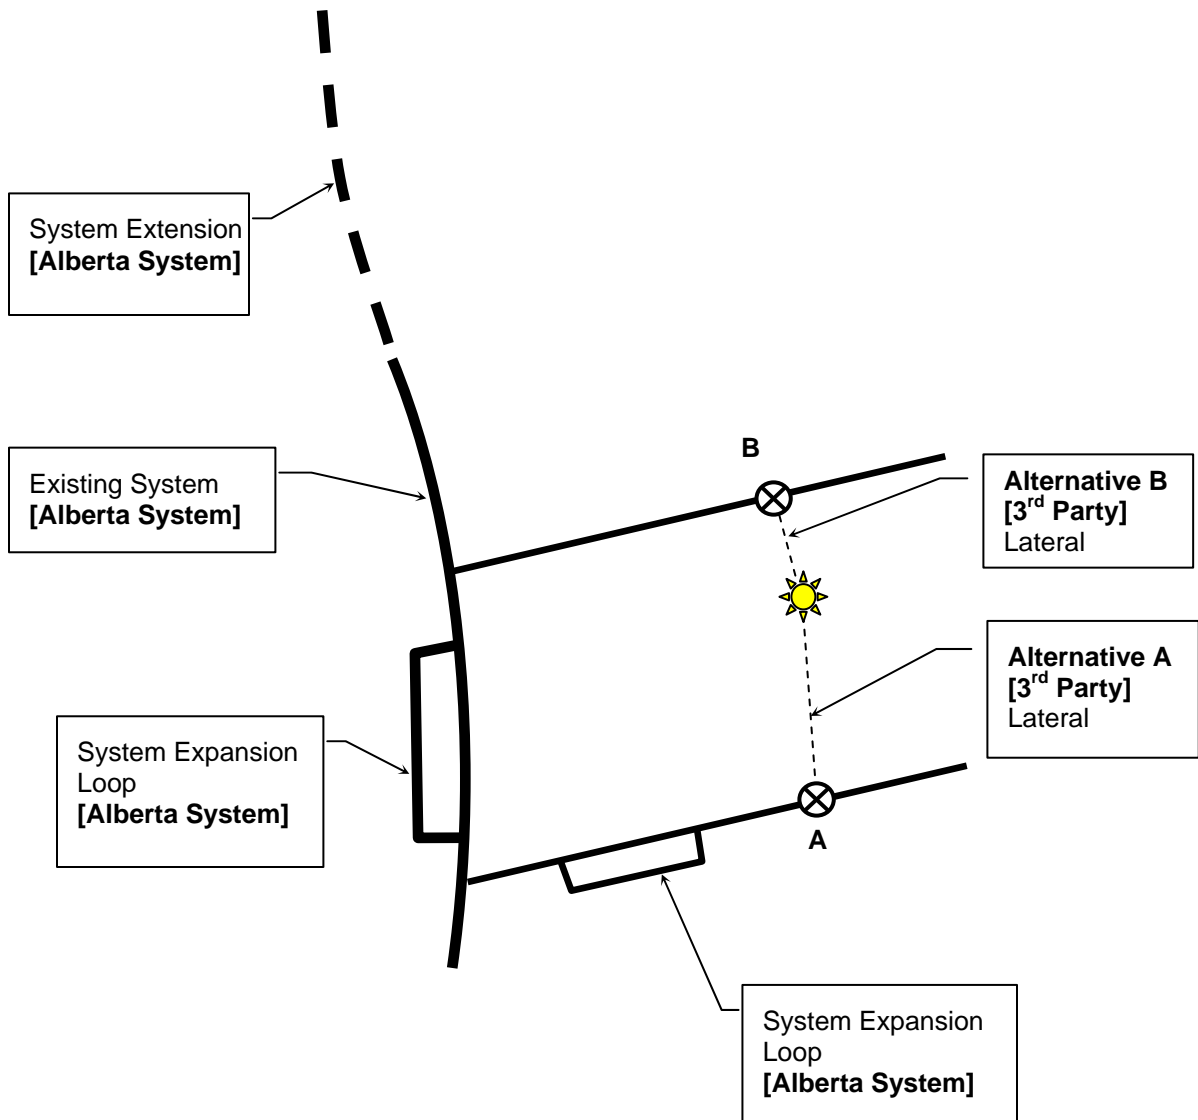 System Extension
[Alberta System]
Existing System
[Alberta System]
B
Alternative B
[3rd Party]
Lateral
Alternative A
[3rd Party]
Lateral
System Expansion
Loop
[Alberta System]
A
System Expansion
Loop
[Alberta System]